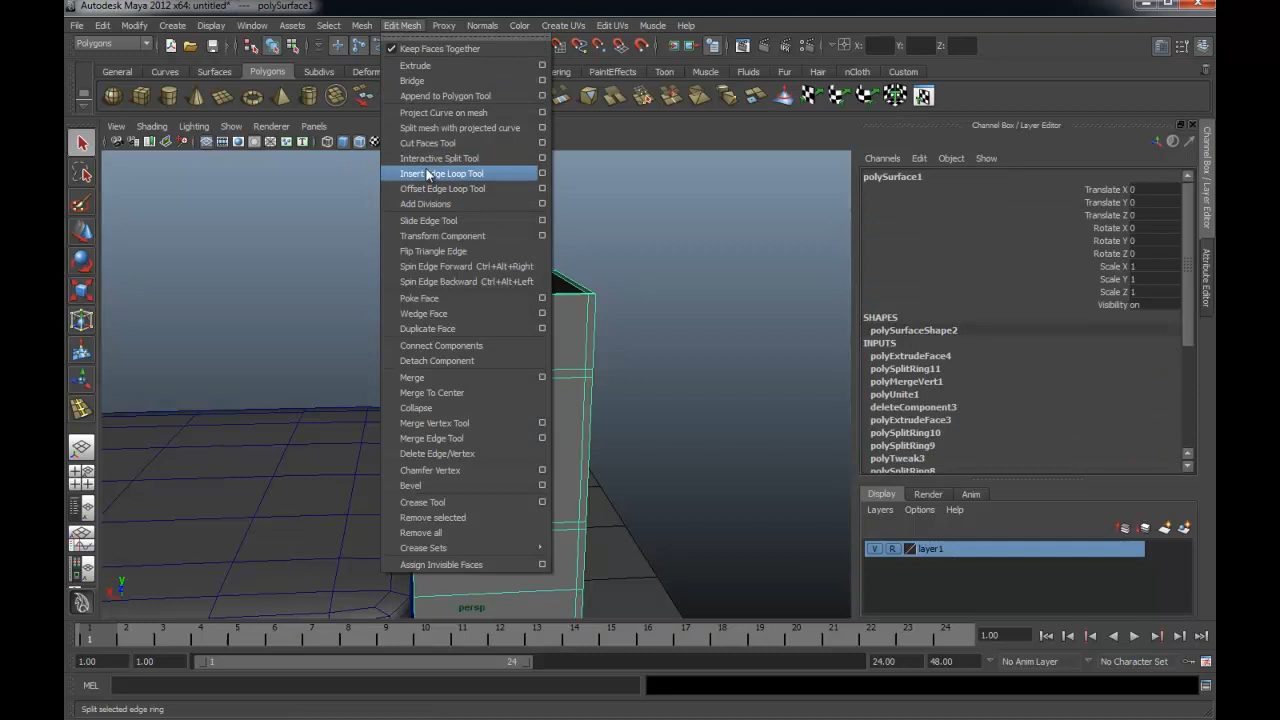 Autodesk Maya 2012 x64: untitled* --- polySurface1
File Edit Modify Create Display Window Assets Select Mesh Edit Mesh Proxy Normals Color Create UVs Edit UVs Muscle Help
Polygons X: Y: Z:
General Curves Surfaces Polygons Subdivs Deform ering PaintEffects Toon Muscle Fluids Fur Hair nCloth Custom
View Shading Lighting Show Renderer Panels
Keep Faces Together
Extrude
Bridge
Append to Polygon Tool
Project Curve on mesh
Split mesh with projected curve
Cut Faces Tool
Interactive Split Tool
Insert Edge Loop Tool
Offset Edge Loop Tool
Add Divisions
Slide Edge Tool
Transform Component
Flip Triangle Edge
Spin Edge Forward Ctrl+Alt+Right
Spin Edge Backward Ctrl+Alt+Left
Poke Face
Wedge Face
Duplicate Face
Connect Components
Detach Component
Merge
Merge To Center
Collapse
Merge Vertex Tool
Merge Edge Tool
Delete Edge/Vertex
Chamfer Vertex
Bevel
Crease Tool
Remove selected
Remove all
Crease Sets
Assign Invisible Faces
y
x
persp
Channel Box / Layer Editor
Channels Edit Object Show
polySurface1
Translate X 0
Translate Y 0
Translate Z 0
Rotate X 0
Rotate Y 0
Rotate Z 0
Scale X 1
Scale Y 1
Scale Z 1
Visibility on
SHAPES
polySurfaceShape2
INPUTS
polyExtrudeFace4
polySplitRing11
polyMergeVert1
polyUnite1
deleteComponent3
polyExtrudeFace3
polySplitRing10
polySplitRing9
polyTweak3
polySplitRing8
Display Render Anim
Layers Options Help
V R layer1
Channel Box / Layer Editor
Attribute Editor
1 2 3 4 5 6 7 8 9 10 11 12 13 14 15 16 17 18 19 20 21 22 23 24
1 1.00
1.00 1.00 1 24 24.00 48.00 No Anim Layer No Character Set
MEL
Split selected edge ring